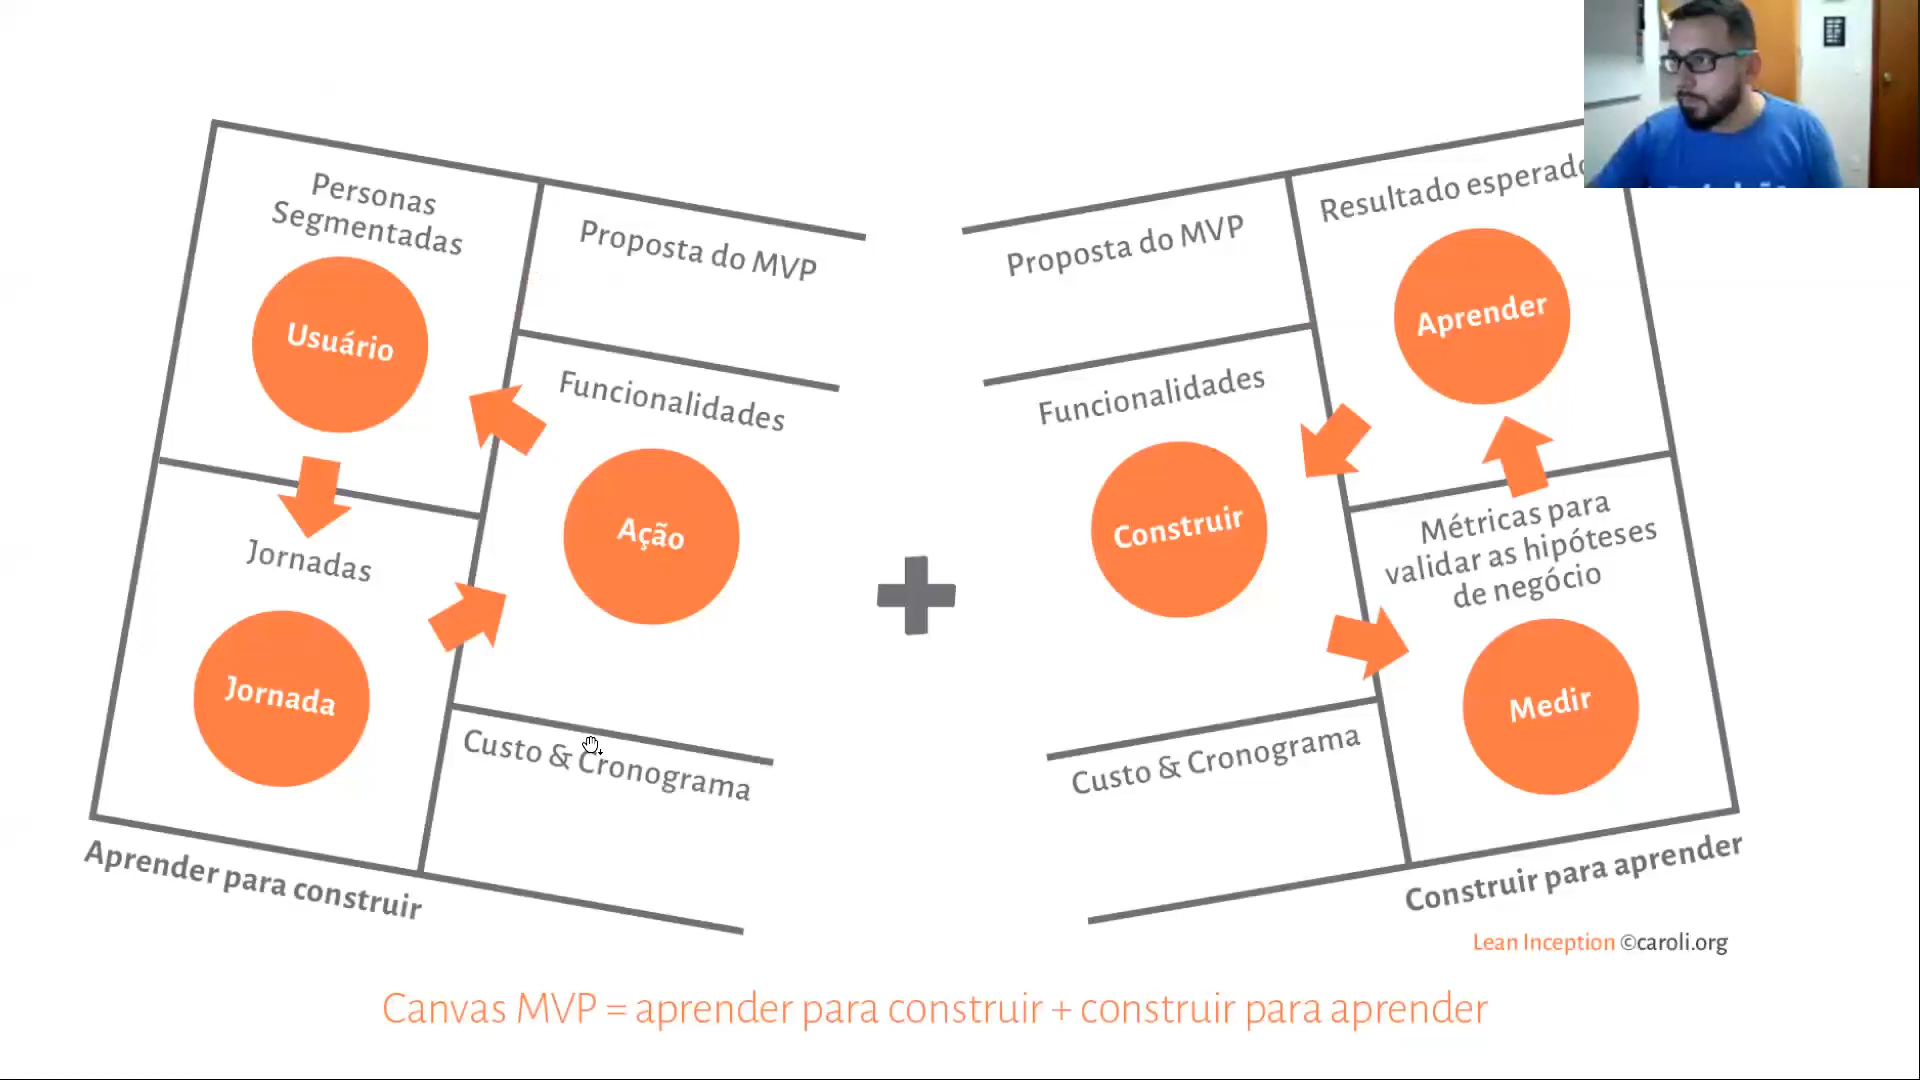 Personas
Segmentadas
Usuário
Proposta do MVP
Funcionalidades
Ação
Jornadas
Jornada
Custo & Cronograma
Aprender para construir
Proposta do MVP
Resultado esperado
Aprender
Funcionalidades
Construir
Métricas para
validar as hipóteses
de negócio
Medir
Custo & Cronograma
Construir para aprender
Lean Inception ©caroli.org
Canvas MVP = aprender para construir + construir para aprender